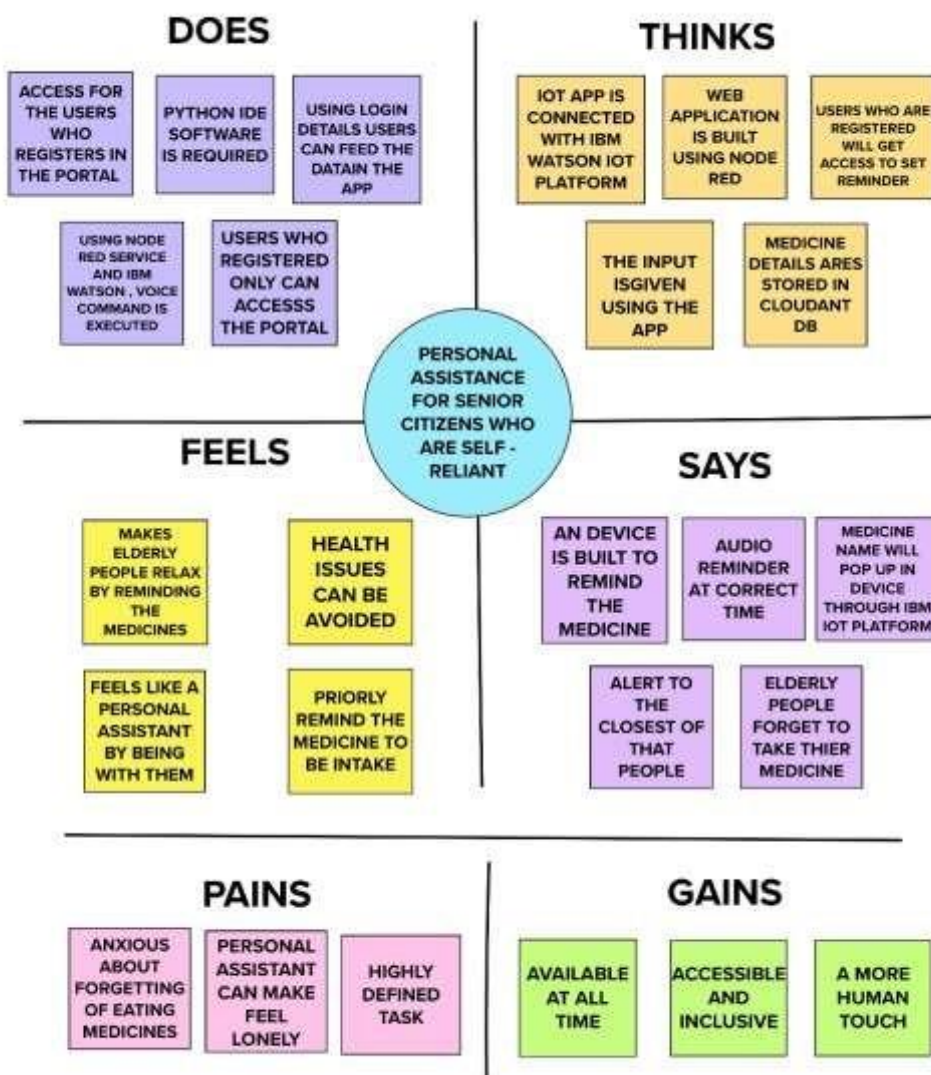 DOES
ACCESS FOR
THE USERS
WHO
REGISTERS IN
THE PORTAL
PYTHON IDE
SOFTWARE
IS REQUIRED
USING LOGIN
DETAILS USERS
CAN FEED THE
DATAIN THE
APP
USING NODE
RED SERVICE
AND IBM
WATSON , VOICE
COMMAND IS
EXECUTED
USERS WHO
REGISTERED
ONLY CAN
ACCESSS
THE PORTAL
THINKS
IOT APP IS
CONNECTED
WITH IBM
WATSON IOT
PLATFORM
WEB
APPLICATION
IS BUILT
USING NODE
RED
USERS WHO ARE
REGISTERED
WILL GET
ACCESS TO SET
REMINDER
THE INPUT
ISGIVEN
USING THE
APP
MEDICINE
DETAILS ARES
STORED IN
CLOUDANT
DB
PERSONAL
ASSISTANCE
FOR SENIOR
CITIZENS WHO
ARE SELF -
RELIANT
FEELS
MAKES
ELDERLY
PEOPLE RELAX
BY REMINDING
THE
MEDICINES
HEALTH
ISSUES
CAN BE
AVOIDED
FEELS LIKE A
PERSONAL
ASSISTANT
BY BEING
WITH THEM
PRIORLY
REMIND THE
MEDICINE TO
BE INTAKE
SAYS
AN DEVICE
IS BUILT TO
REMIND
THE
MEDICINE
AUDIO
REMINDER
AT CORRECT
TIME
MEDICINE
NAME WILL
POP UP IN
DEVICE
THROUGH IBM
IOT PLATFORM
ALERT TO
THE
CLOSEST OF
THAT
PEOPLE
ELDERLY
PEOPLE
FORGET TO
TAKE THIER
MEDICINE
PAINS
ANXIOUS
ABOUT
FORGETTING
OF EATING
MEDICINES
PERSONAL
ASSISTANT
CAN MAKE
FEEL
LONELY
HIGHLY
DEFINED
TASK
GAINS
AVAILABLE
AT ALL
TIME
ACCESSIBLE
AND
INCLUSIVE
A MORE
HUMAN
TOUCH